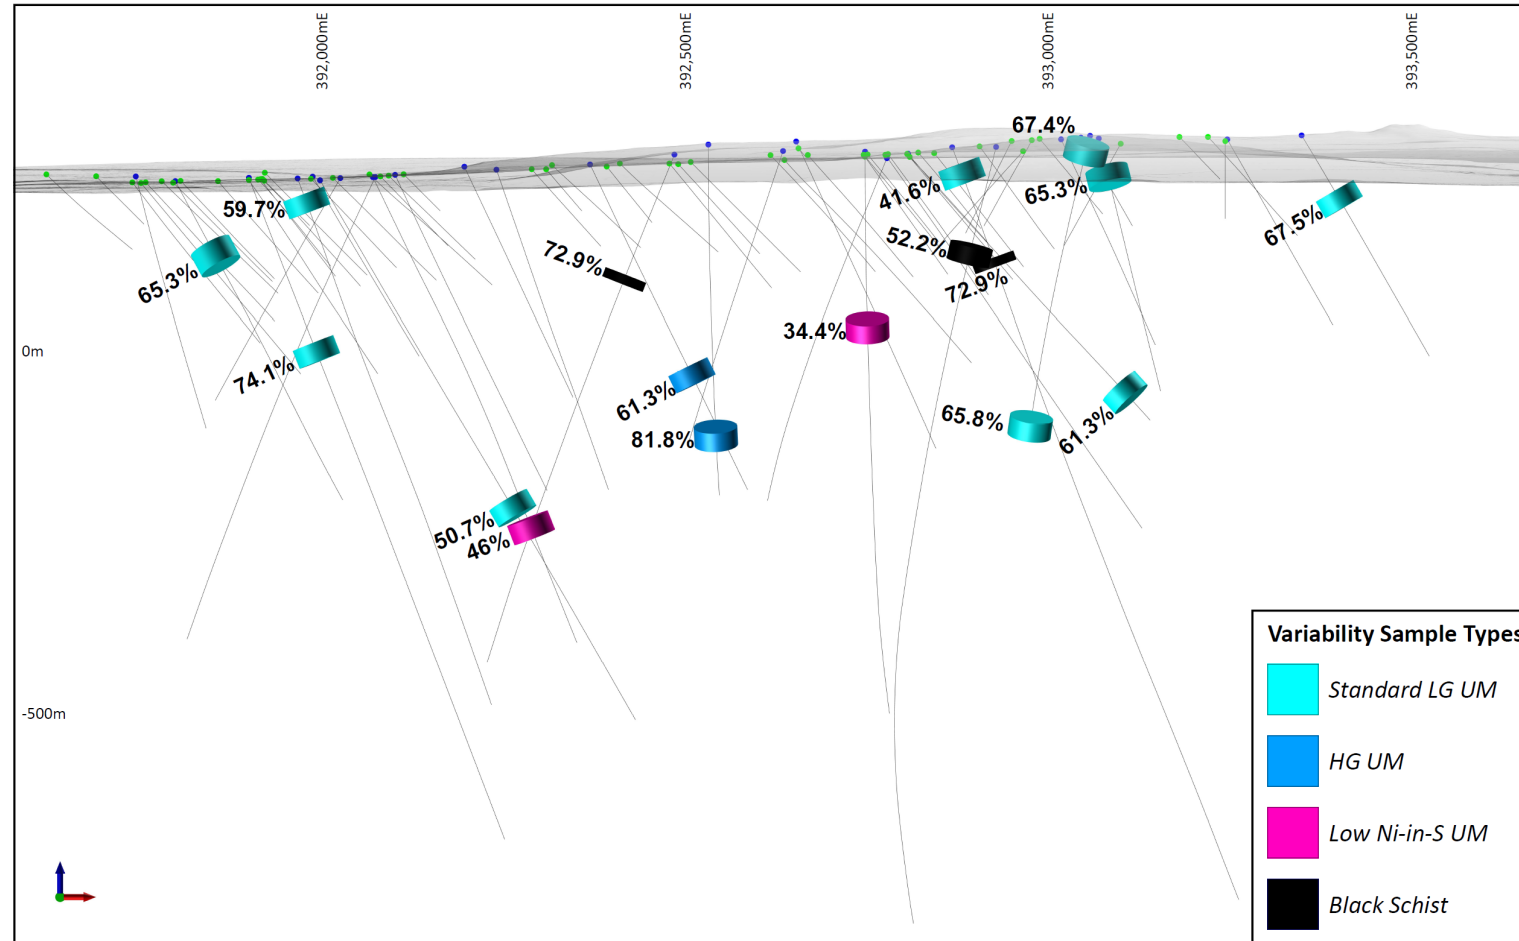 392,000mE
392,500mE
393,000mE
393,500mE
67.4%
41.6%
65.3%
59.7%
67.5%
52.2%
72.9%
65.3%
72.9%
34.4%
0m
74.1%
61.3%
65.8%
61.3%
81.8%
50.7%
46%
-500m
Variability Sample Types
Standard LG UM
HG UM
Low Ni-in-S UM
Black Schist